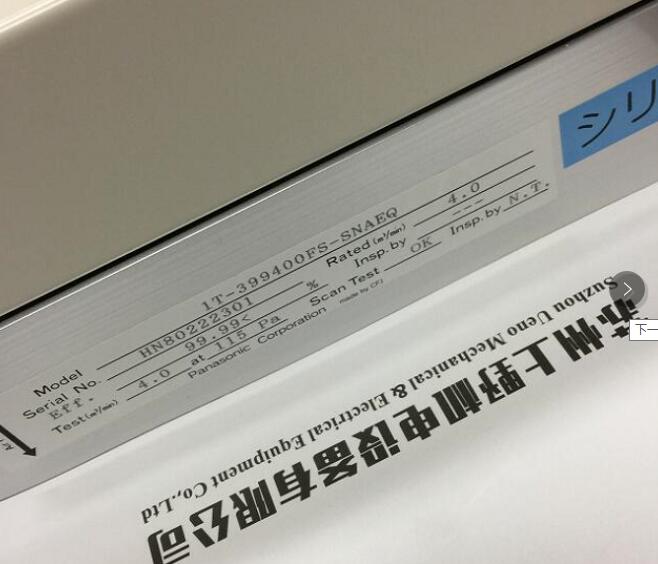 シリ
Model 1T-399400FS-SNAEQ
Serial No. HN80222301 Rated(m³/min) 4.0
Eff. 99.99< % Insp.by ---
Test(m³/min) 4.0 at 115 Pa Scan Test OK Insp.by N.T.
Panasonic Corporation made by CFJ
苏州上野机电设备有限公司
Suzhou Ueno Mechanical & Electrical Equipment Co.,Ltd
下一